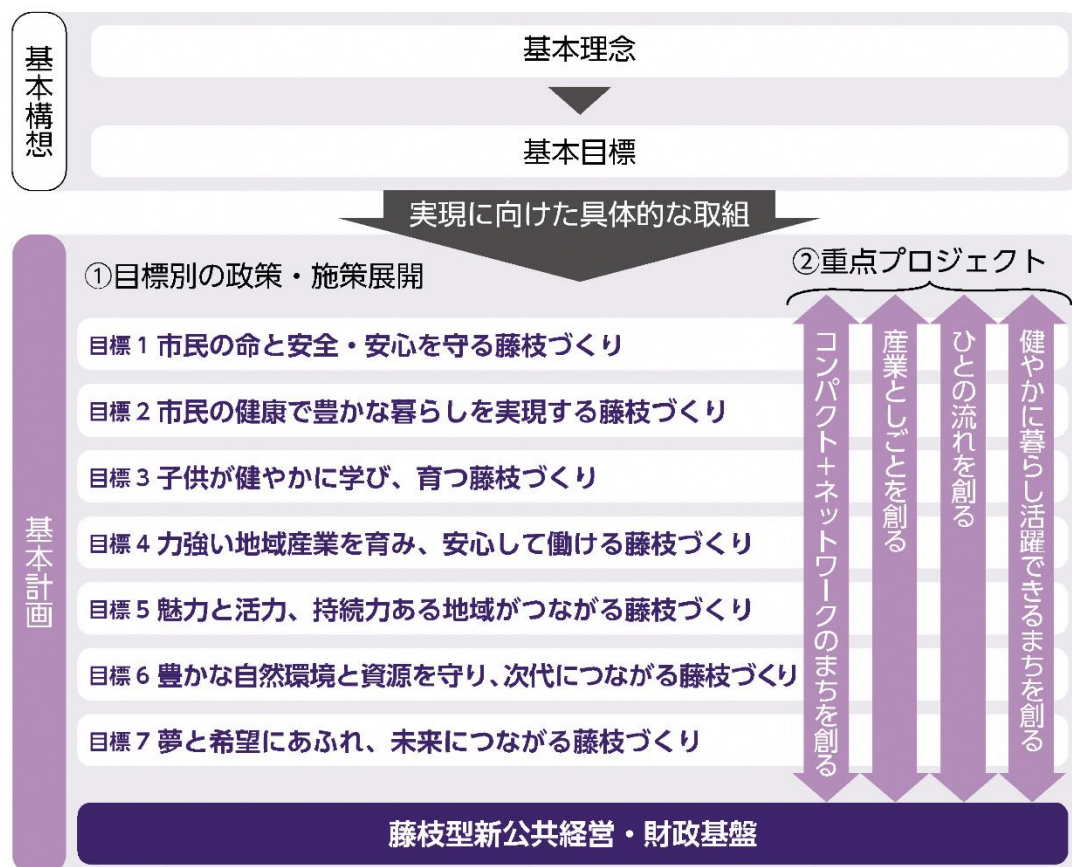 基本構想
基本理念
基本目標
実現に向けた具体的な取組
基本計画
①目標別の政策・施策展開
目標1 市民の命と安全・安心を守る藤枝づくり
目標2 市民の健康で豊かな暮らしを実現する藤枝づくり
目標3 子供が健やかに学び、育つ藤枝づくり
目標4 力強い地域産業を育み、安心して働ける藤枝づくり
目標5 魅力と活力、持続力ある地域がつながる藤枝づくり
目標6 豊かな自然環境と資源を守り、次代につながる藤枝づくり
目標7 夢と希望にあふれ、未来につながる藤枝づくり
②重点プロジェクト
コンパクト+ネットワークのまちを創る
産業としごとを創る
ひとの流れを創る
健やかに暮らし活躍できるまちを創る
藤枝型新公共経営・財政基盤